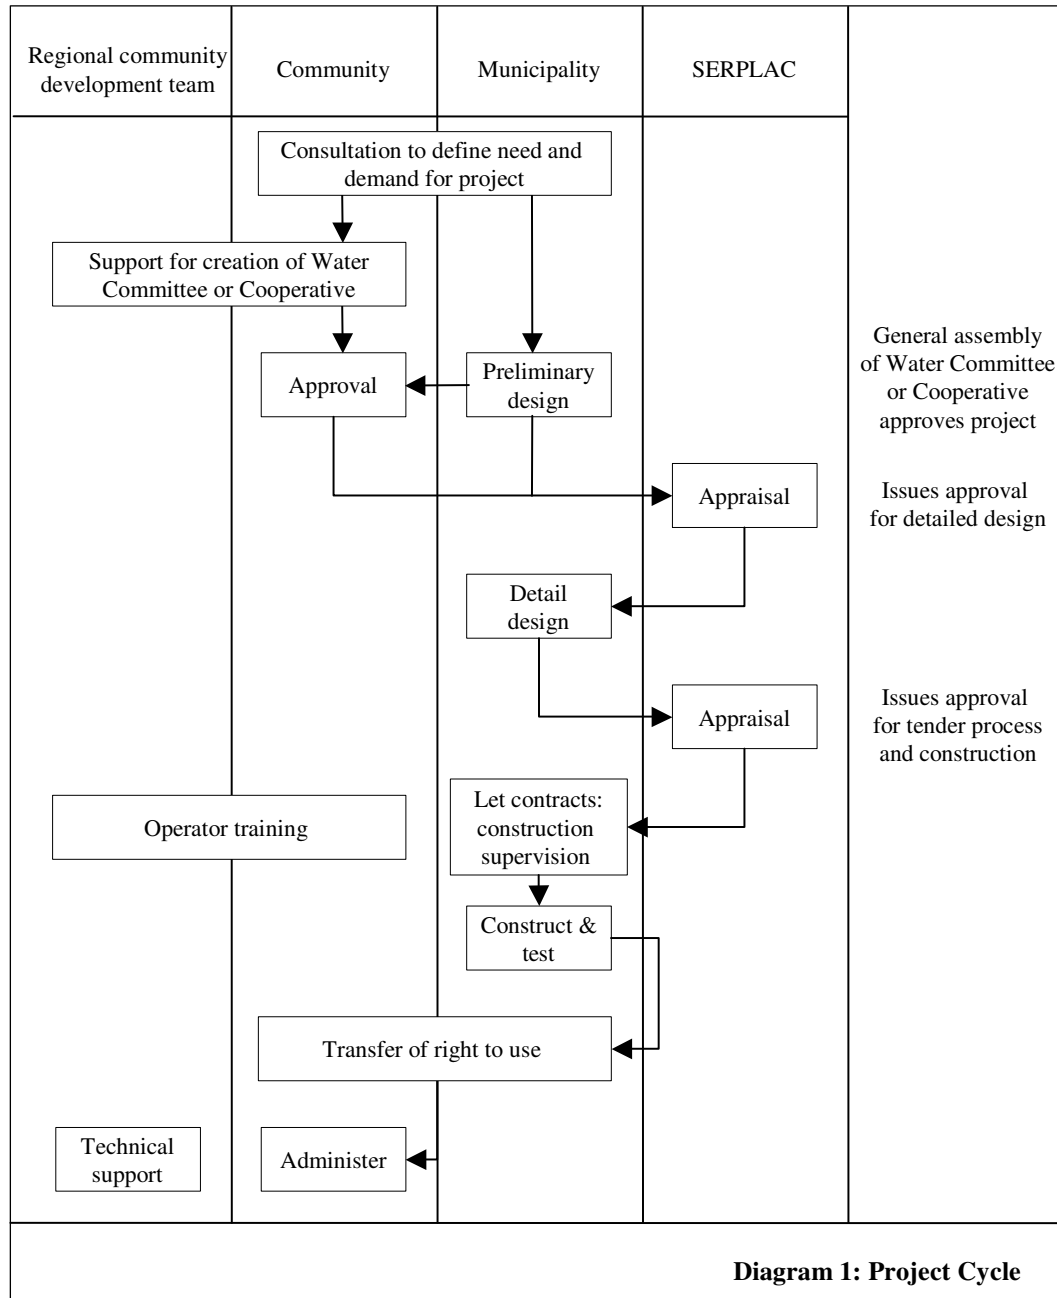 Regional community
development team
Community
Municipality
SERPLAC
Consultation to define need and
demand for project
Support for creation of Water
Committee or Cooperative
Approval
Preliminary
design
General assembly
of Water Committee
or Cooperative
approves project
Appraisal
Issues approval
for detailed design
Detail
design
Appraisal
Issues approval
for tender process
and construction
Operator training
Let contracts:
construction
supervision
Construct &
test
Transfer of right to use
Technical
support
Administer
Diagram 1: Project Cycle